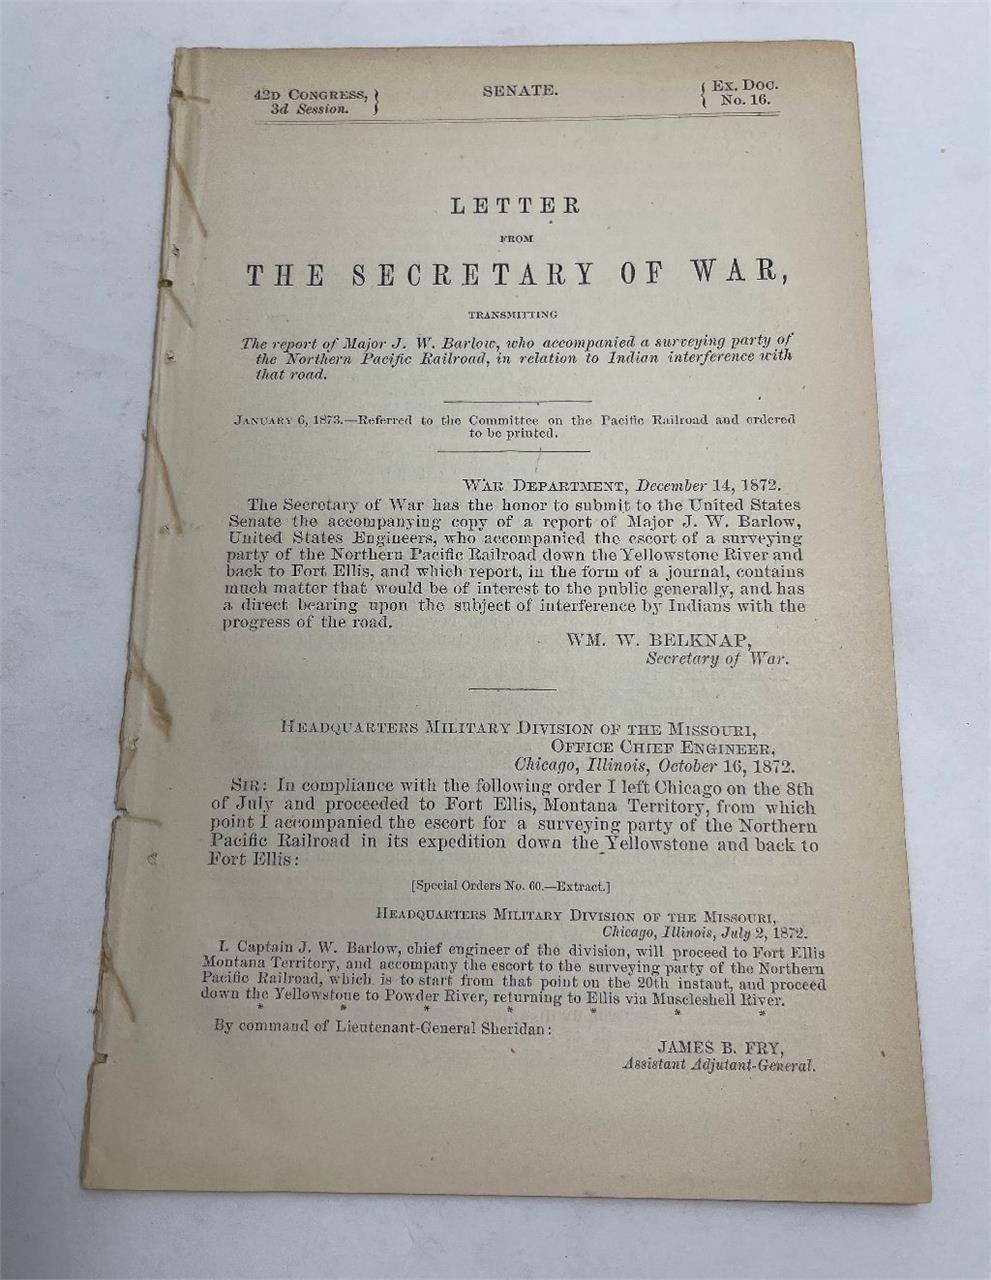 42D CONGRESS, } SENATE. { Ex. Doc.
3d Session. } { No. 16.
LETTER
FROM
THE SECRETARY OF WAR,
TRANSMITTING
The report of Major J. W. Barlow, who accompanied a surveying party of
the Northern Pacific Railroad, in relation to Indian interference with
that road.
JANUARY 6, 1873.—Referred to the Committee on the Pacific Railroad and ordered
to be printed.
WAR DEPARTMENT, December 14, 1872.
The Secretary of War has the honor to submit to the United States
Senate the accompanying copy of a report of Major J. W. Barlow,
United States Engineers, who accompanied the escort of a surveying
party of the Northern Pacific Railroad down the Yellowstone River and
back to Fort Ellis, and which report, in the form of a journal, contains
much matter that would be of interest to the public generally, and has
a direct bearing upon the subject of interference by Indians with the
progress of the road.
WM. W. BELKNAP,
Secretary of War.
HEADQUARTERS MILITARY DIVISION OF THE MISSOURI,
OFFICE CHIEF ENGINEER,
Chicago, Illinois, October 16, 1872.
SIR: In compliance with the following order I left Chicago on the 8th
of July and proceeded to Fort Ellis, Montana Territory, from which
point I accompanied the escort for a surveying party of the Northern
Pacific Railroad in its expedition down the Yellowstone and back to
Fort Ellis:
[Special Orders No. 60.—Extract.]
HEADQUARTERS MILITARY DIVISION OF THE MISSOURI,
Chicago, Illinois, July 2, 1872.
I. Captain J. W. Barlow, chief engineer of the division, will proceed to Fort Ellis
Montana Territory, and accompany the escort to the surveying party of the Northern
Pacific Railroad, which is to start from that point on the 20th instant, and proceed
down the Yellowstone to Powder River, returning to Ellis via Muscleshell River.
* * * * * * *
By command of Lieutenant-General Sheridan:
JAMES B. FRY,
Assistant Adjutant-General.